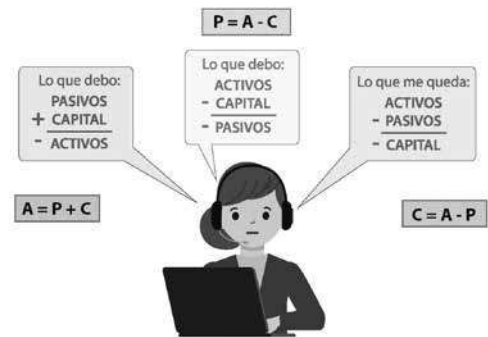 P = A - C
Lo que debo:
PASIVOS
+ CAPITAL
- ACTIVOS
Lo que debo:
ACTIVOS
- CAPITAL
- PASIVOS
Lo que me queda:
ACTIVOS
- PASIVOS
- CAPITAL
A = P + C
C = A - P